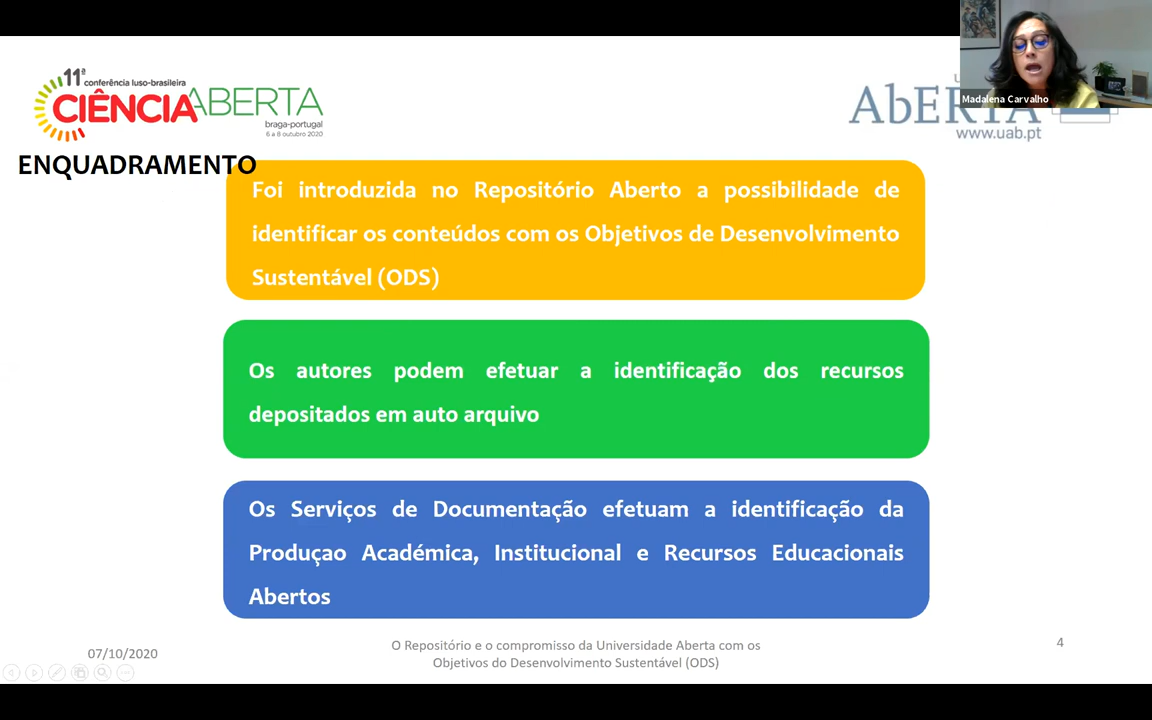 11ª conferência luso-brasileira
CIÊNCIAABERTA
braga-portugal
6 a 8 outubro 2020
AbERTA
www.uab.pt
Madalena Carvalho
ENQUADRAMENTO
Foi introduzida no Repositório Aberto a possibilidade de
identificar os conteúdos com os Objetivos de Desenvolvimento
Sustentável (ODS)
Os autores podem efetuar a identificação dos recursos
depositados em auto arquivo
Os Serviços de Documentação efetuam a identificação da
Produçao Académica, Institucional e Recursos Educacionais
Abertos
07/10/2020
O Repositório e o compromisso da Universidade Aberta com os
Objetivos do Desenvolvimento Sustentável (ODS)
4